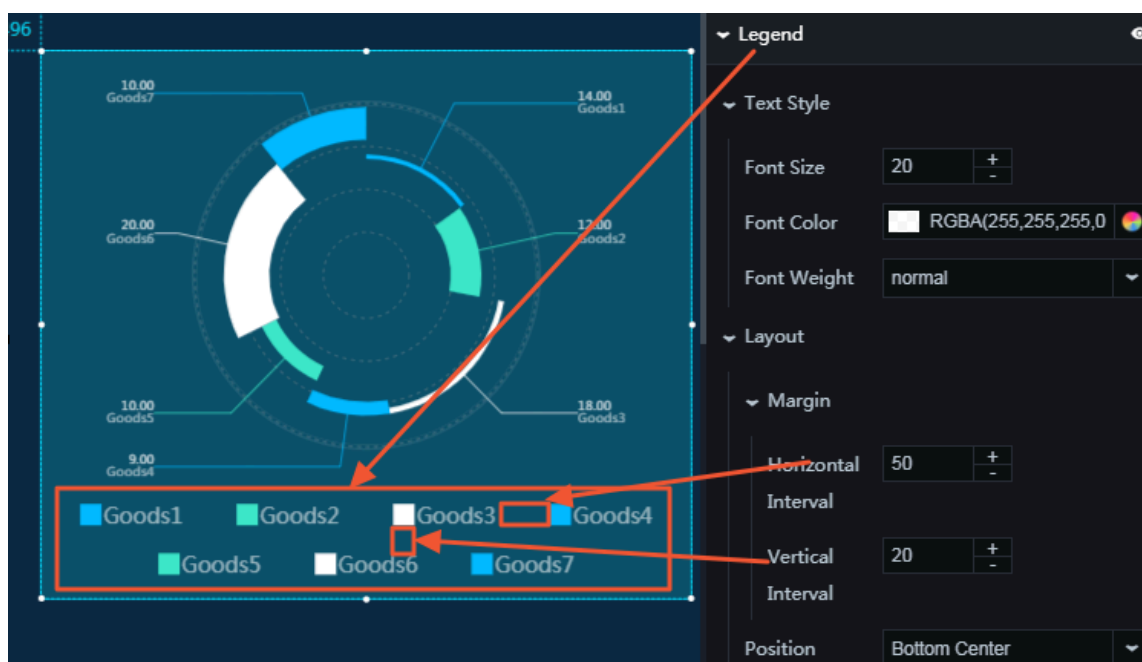 96
10.00
Goods7
14.00
Goods1
20.00
Goods6
12.00
Goods2
10.00
Goods5
18.00
Goods3
9.00
Goods4
Goods1 Goods2 Goods3 Goods4
Goods5 Goods6 Goods7
Legend
Text Style
Font Size 20 + -
Font Color RGBA(255,255,255,0
Font Weight normal
Layout
Margin
Horizontal 50 + -
Interval
Vertical 20 + -
Interval
Position Bottom Center